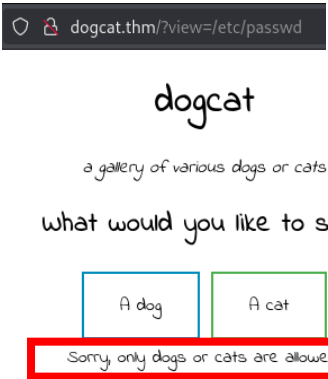 dogcat.thm/?view=/etc/passwd
dogcat
a gallery of various dogs or cats
what would you like to s
A dog
A cat
Sorry, only dogs or cats are allowe